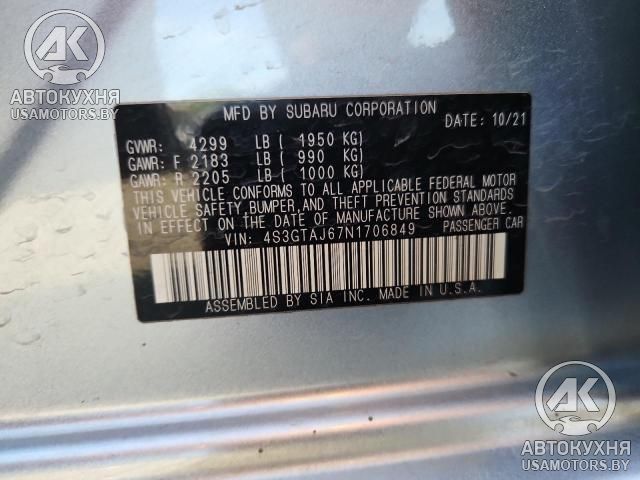 АК
АВТОКУХНЯ
USAMOTORS.BY
MFD BY SUBARU CORPORATION
DATE: 10/21
GVWR: 4299 LB ( 1950 KG)
GAWR: F 2183 LB ( 990 KG)
GAWR: R 2205 LB ( 1000 KG)
THIS VEHICLE CONFORMS TO ALL APPLICABLE FEDERAL MOTOR
VEHICLE SAFETY, BUMPER, AND THEFT PREVENTION STANDARDS
IN EFFECT ON THE DATE OF MANUFACTURE SHOWN ABOVE.
VIN: 4S3GTAJ67N1706849 PASSENGER CAR
ASSEMBLED BY SIA INC. MADE IN U.S.A.
АК
АВТОКУХНЯ
USAMOTORS.BY